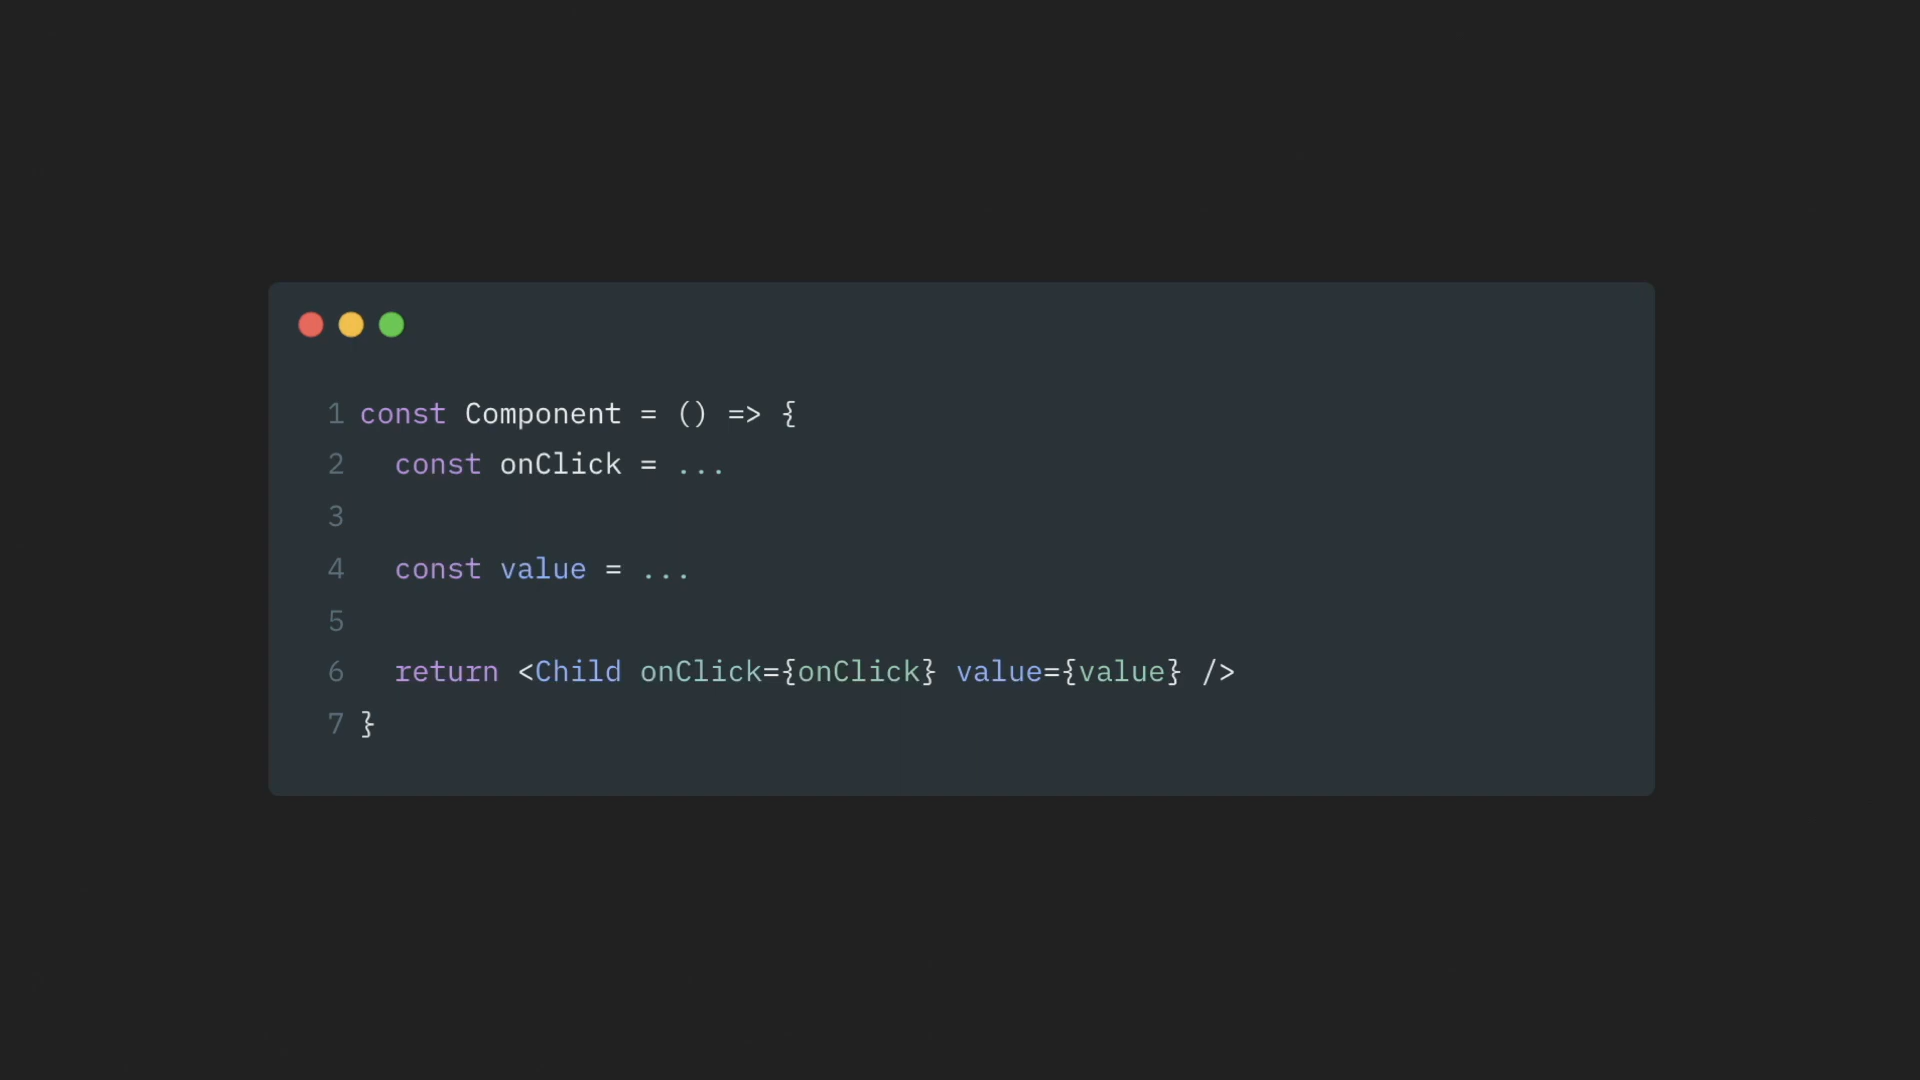 1 const Component = () => {
2   const onClick = ...
3
4   const value = ...
5
6   return <Child onClick={onClick} value={value} />
7 }